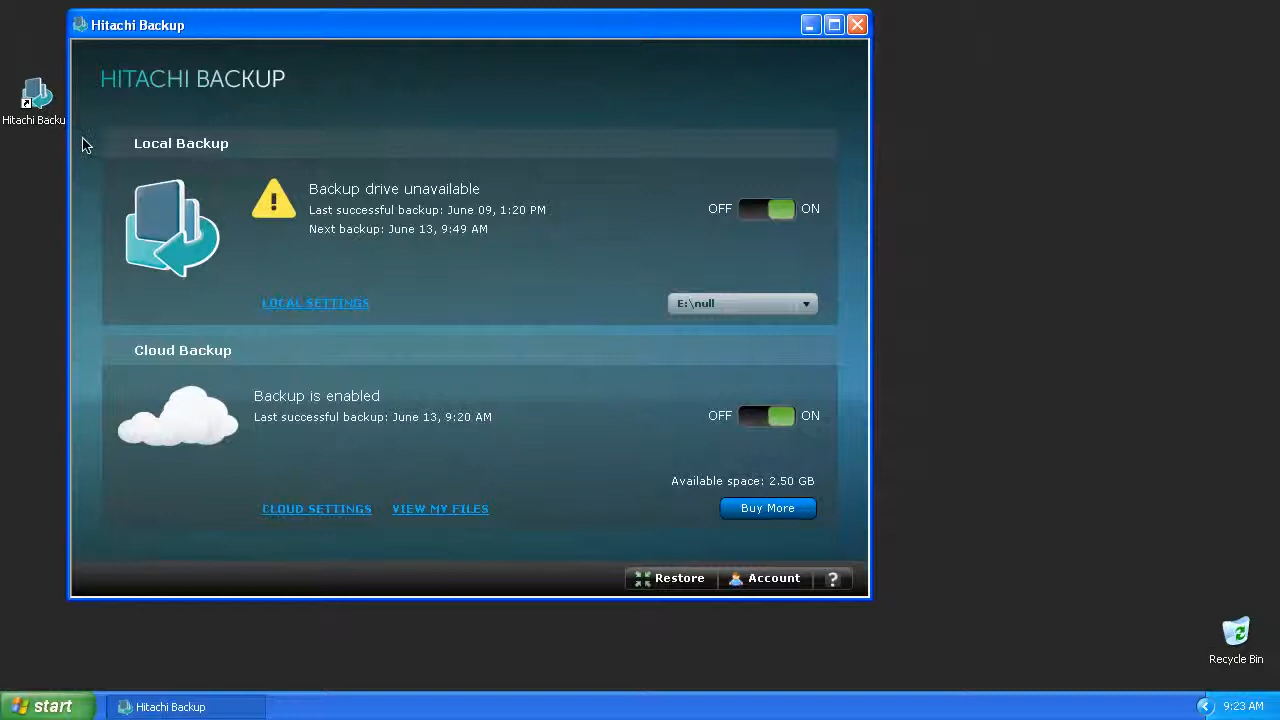 Hitachi Backup
HITACHI BACKUP
Hitachi Backu
Local Backup
Backup drive unavailable
Last successful backup: June 09, 1:20 PM
Next backup: June 13, 9:49 AM
OFF ON
LOCAL SETTINGS
E:\null
Cloud Backup
Backup is enabled
Last successful backup: June 13, 9:20 AM
OFF ON
Available space: 2.50 GB
CLOUD SETTINGS VIEW MY FILES
Buy More
Restore Account ?
Recycle Bin
start Hitachi Backup 9:23 AM